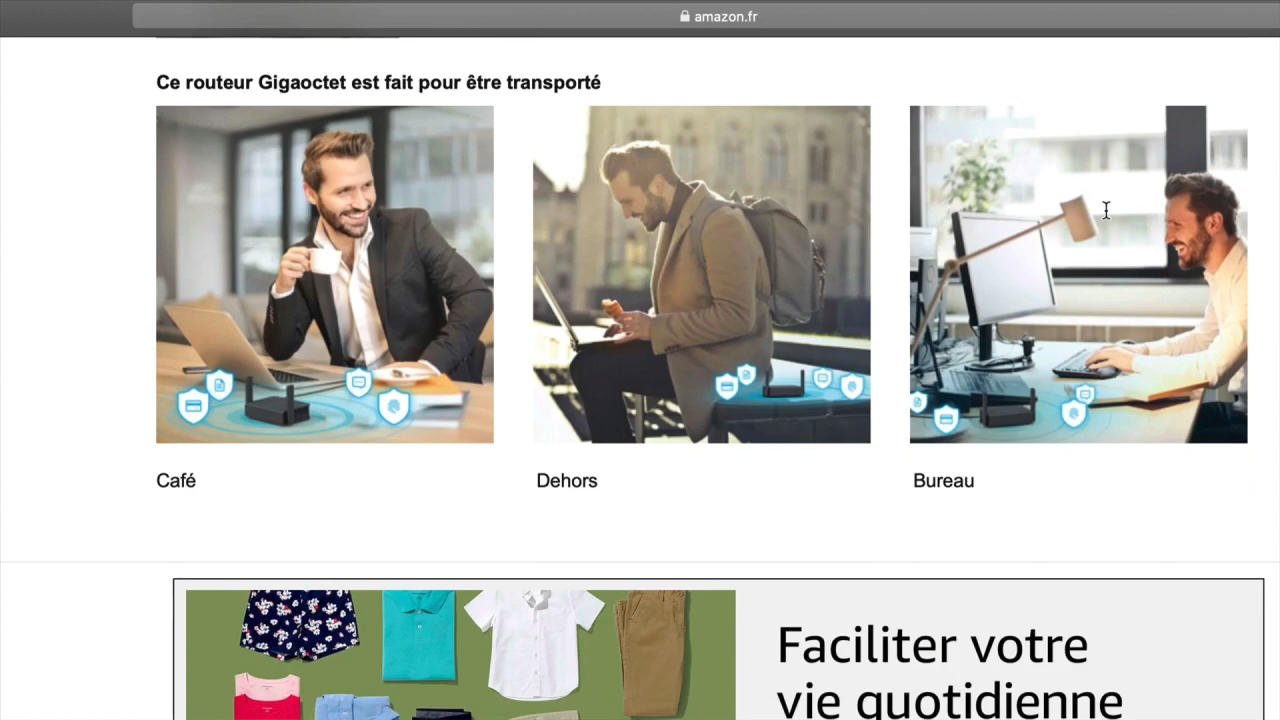 amazon.fr
Ce routeur Gigaoctet est fait pour être transporté
Café
Dehors
Bureau
Faciliter votre
vie quotidienne